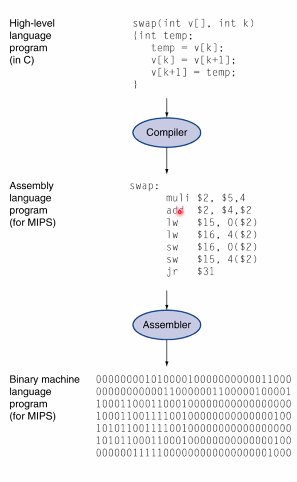 High-level
language
program
(in C)
swap(int v[], int k)
{int temp;
temp = v[k];
v[k] = v[k+1];
v[k+1] = temp;
}
Compiler
Assembly
language
program
(for MIPS)
swap:
muli $2, $5,4
add $2, $4,$2
lw $15, 0($2)
lw $16, 4($2)
sw $16, 0($2)
sw $15, 4($2)
jr $31
Assembler
Binary machine
language
program
(for MIPS)
00000000101000010000000000011000
00000000000110000001100000100001
10001100011000100000000000000000
10001100111100100000000000000100
10101100111100100000000000000000
10101100011000100000000000000100
00000011111000000000000000001000